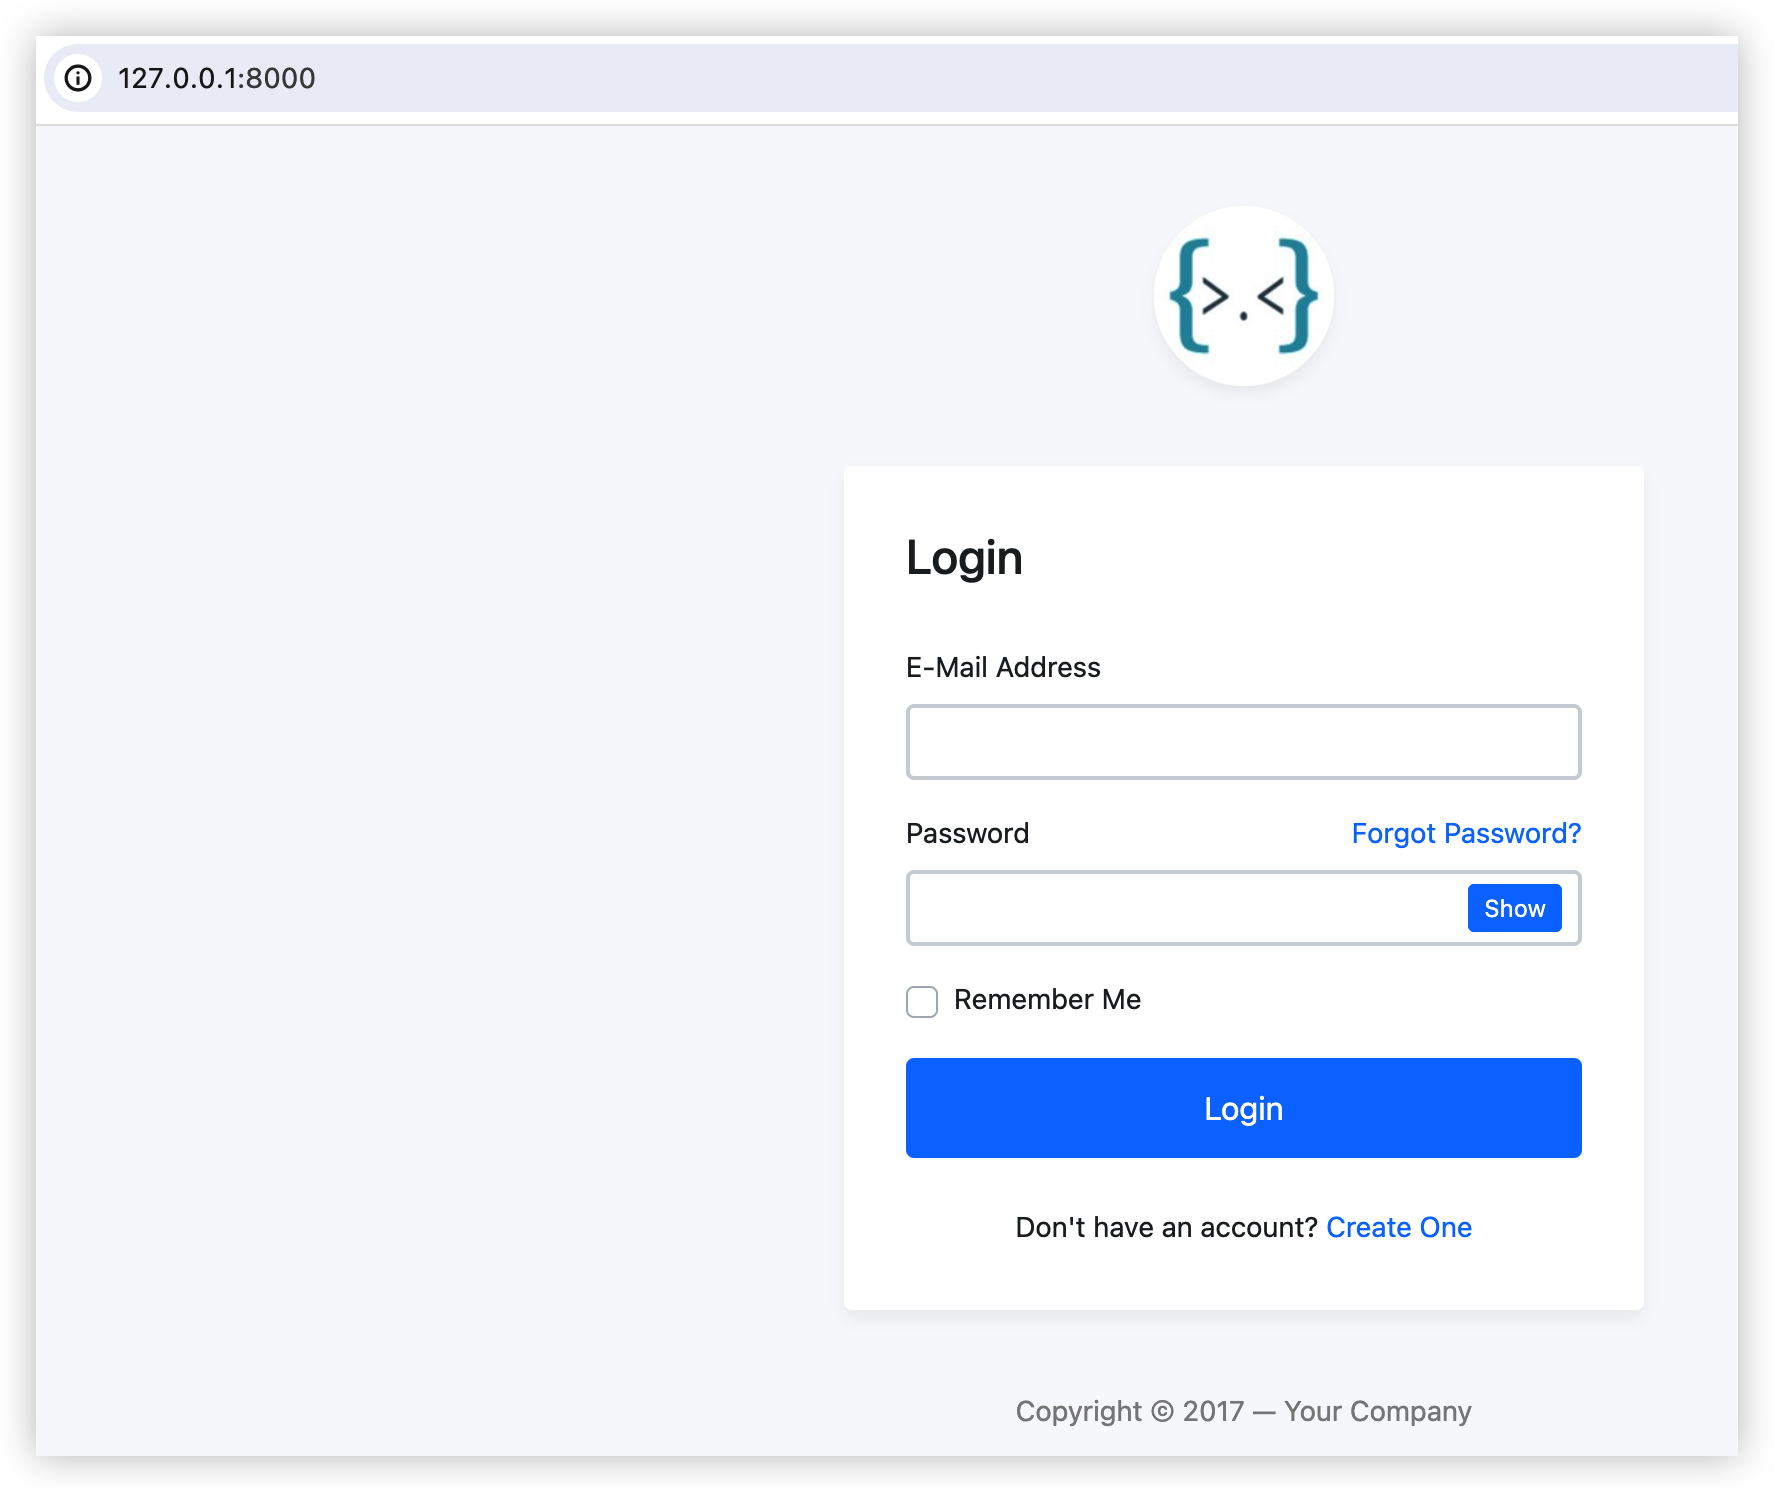 127.0.0.1:8000
{>.<}
Login
E-Mail Address
Password Forgot Password?
Show
Remember Me
Login
Don't have an account? Create One
Copyright © 2017 — Your Company